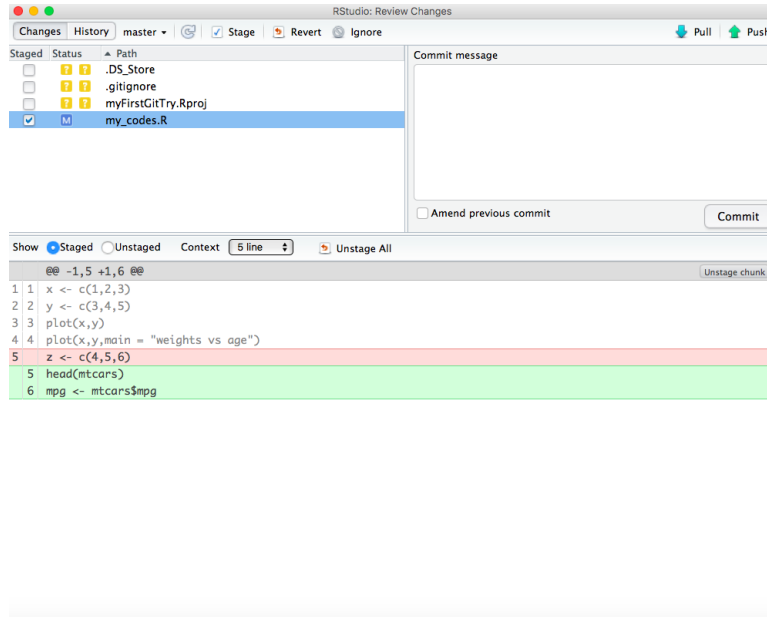 RStudio: Review Changes
Changes History master Stage Revert Ignore Pull Push
Staged Status Path
Commit message
? ? .DS_Store
? ? .gitignore
? ? myFirstGitTry.Rproj
M my_codes.R
Amend previous commit
Commit
Show Staged Unstaged Context 5 line Unstage All
@@ -1,5 +1,6 @@ Unstage chunk
1 1 x <- c(1,2,3)
2 2 y <- c(3,4,5)
3 3 plot(x,y)
4 4 plot(x,y,main = "weights vs age")
5 z <- c(4,5,6)
5 head(mtcars)
6 mpg <- mtcars$mpg